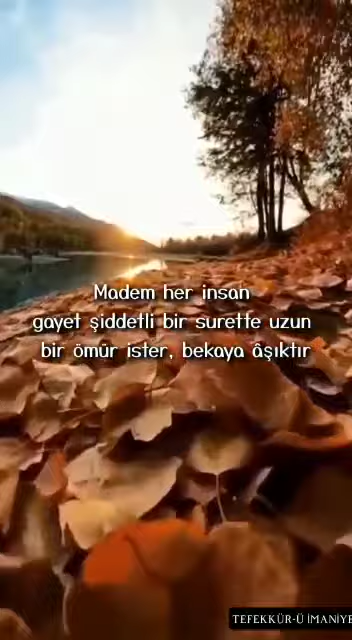 Madem her insan
gayet şiddetli bir surette uzun
bir ömür ister, bekaya âşıktır
TEFEKKÜR-Ü İMANİYE